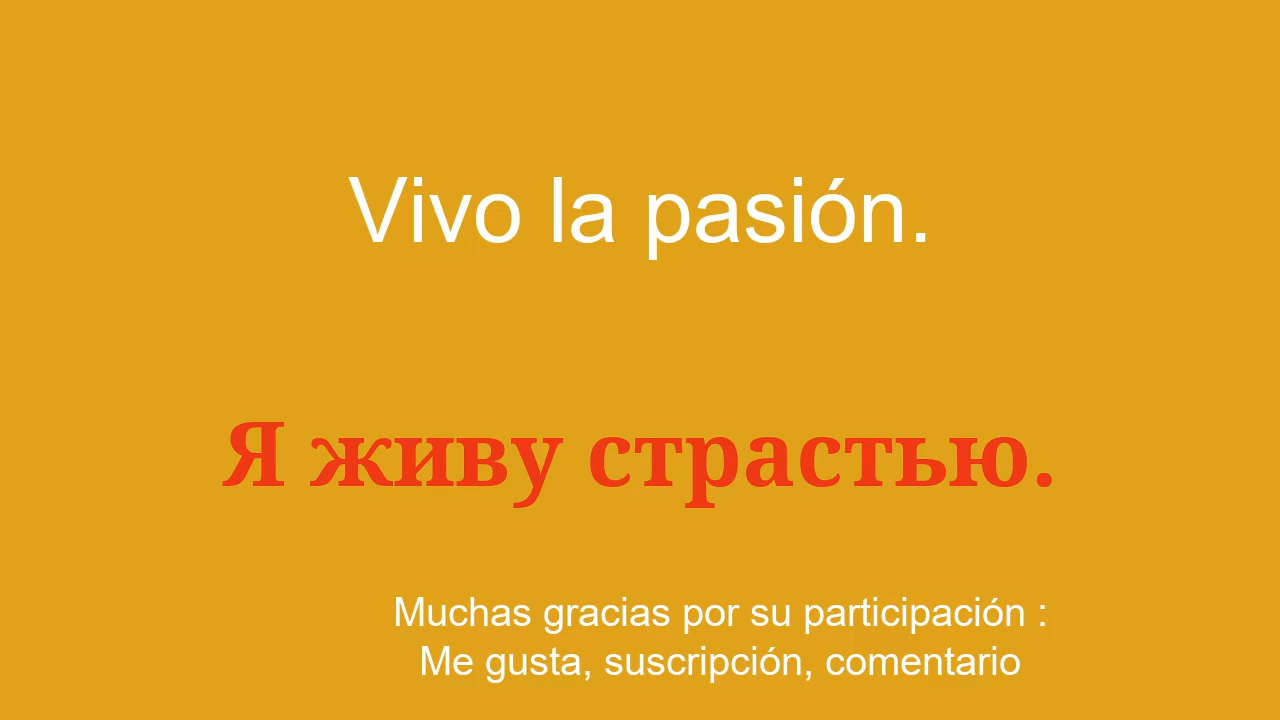 Vivo la pasión.
Я живу страстью.
Muchas gracias por su participación :
Me gusta, suscripción, comentario